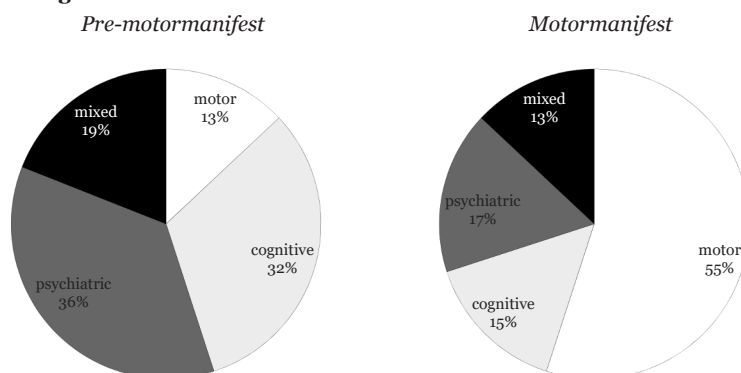 Pre-motormanifest
Motormanifest
mixed
19%
motor
13%
cognitive
32%
psychiatric
36%
mixed
13%
psychiatric
17%
motor
55%
cognitive
15%